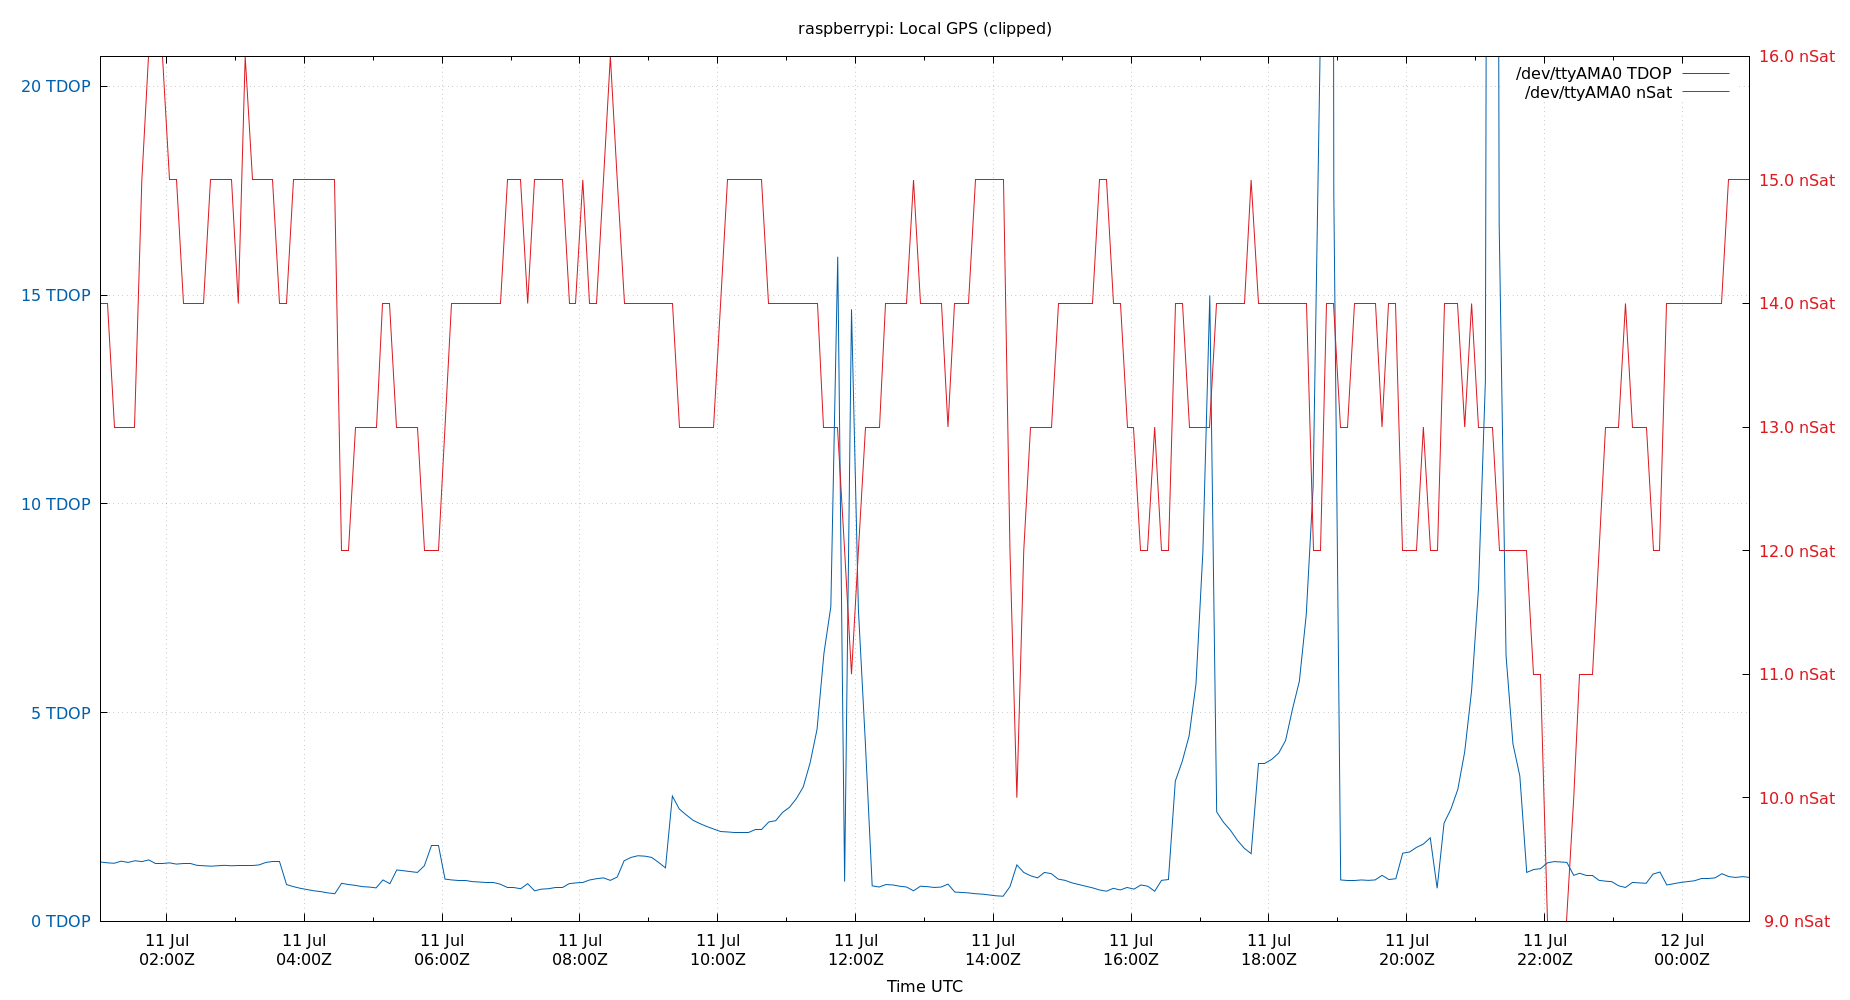 raspberrypi: Local GPS (clipped)
/dev/ttyAMA0 TDOP
/dev/ttyAMA0 nSat
20 TDOP
15 TDOP
10 TDOP
5 TDOP
0 TDOP
16.0 nSat
15.0 nSat
14.0 nSat
13.0 nSat
12.0 nSat
11.0 nSat
10.0 nSat
9.0 nSat
11 Jul
02:00Z
11 Jul
04:00Z
11 Jul
06:00Z
11 Jul
08:00Z
11 Jul
10:00Z
11 Jul
12:00Z
11 Jul
14:00Z
11 Jul
16:00Z
11 Jul
18:00Z
11 Jul
20:00Z
11 Jul
22:00Z
12 Jul
00:00Z
Time UTC